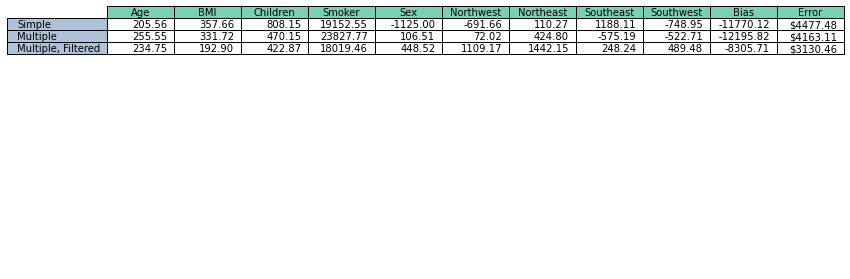 Age BMI Children Smoker Sex Northwest Northeast Southeast Southwest Bias Error
Simple 205.56 357.66 808.15 19152.55 -1125.00 -691.66 110.27 1188.11 -748.95 -11770.12 $4477.48
Multiple 255.55 331.72 470.15 23827.77 106.51 72.02 424.80 -575.19 -522.71 -12195.82 $4163.11
Multiple, Filtered 234.75 192.90 422.87 18019.46 448.52 1109.17 1442.15 248.24 489.48 -8305.71 $3130.46